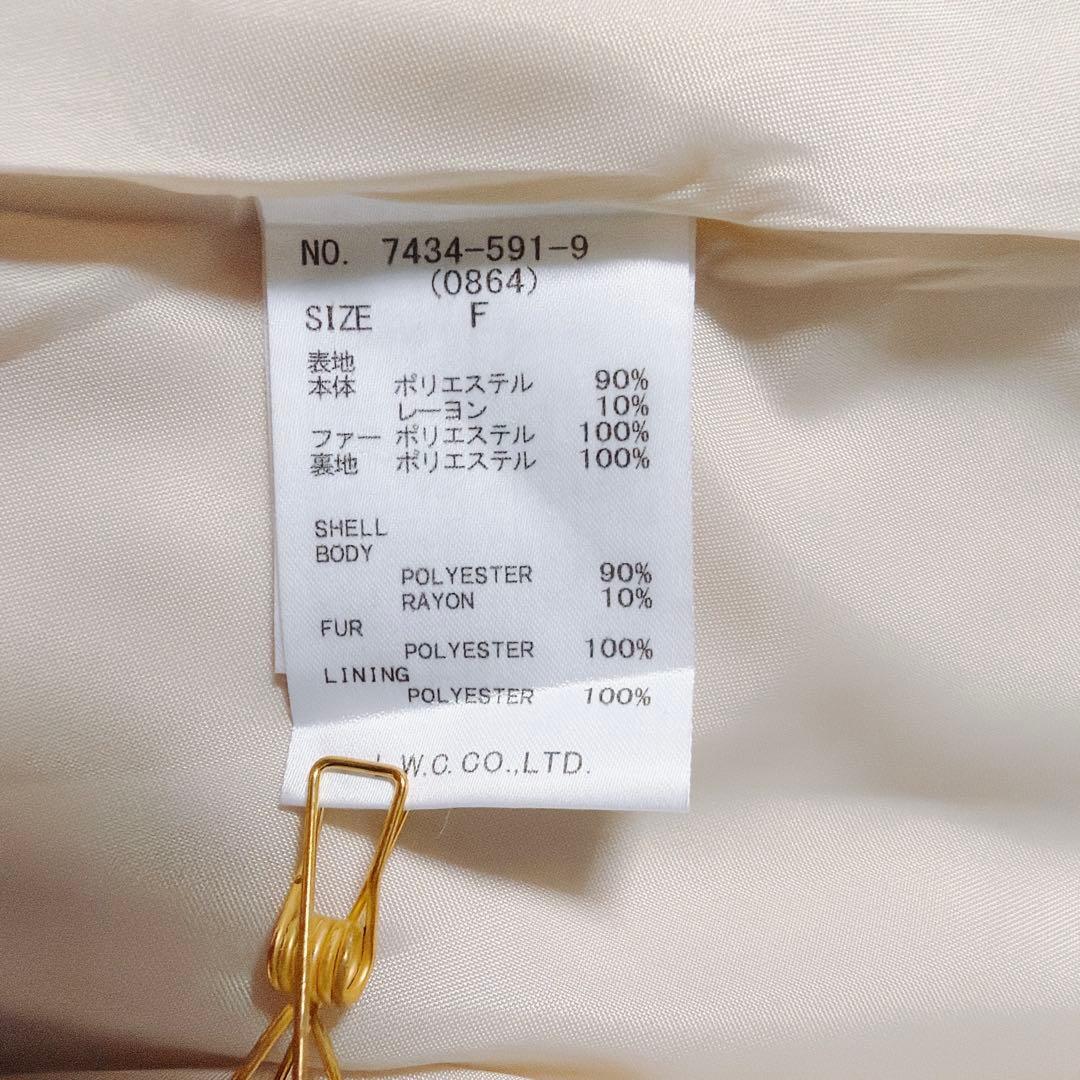 NO. 7434-591-9
(0864)
SIZE F
表地
本体 ポリエステル 90%
レーヨン 10%
ファー ポリエステル 100%
裏地 ポリエステル 100%
SHELL
BODY
POLYESTER 90%
RAYON 10%
FUR
POLYESTER 100%
LINING
POLYESTER 100%
W.C. CO.,LTD.